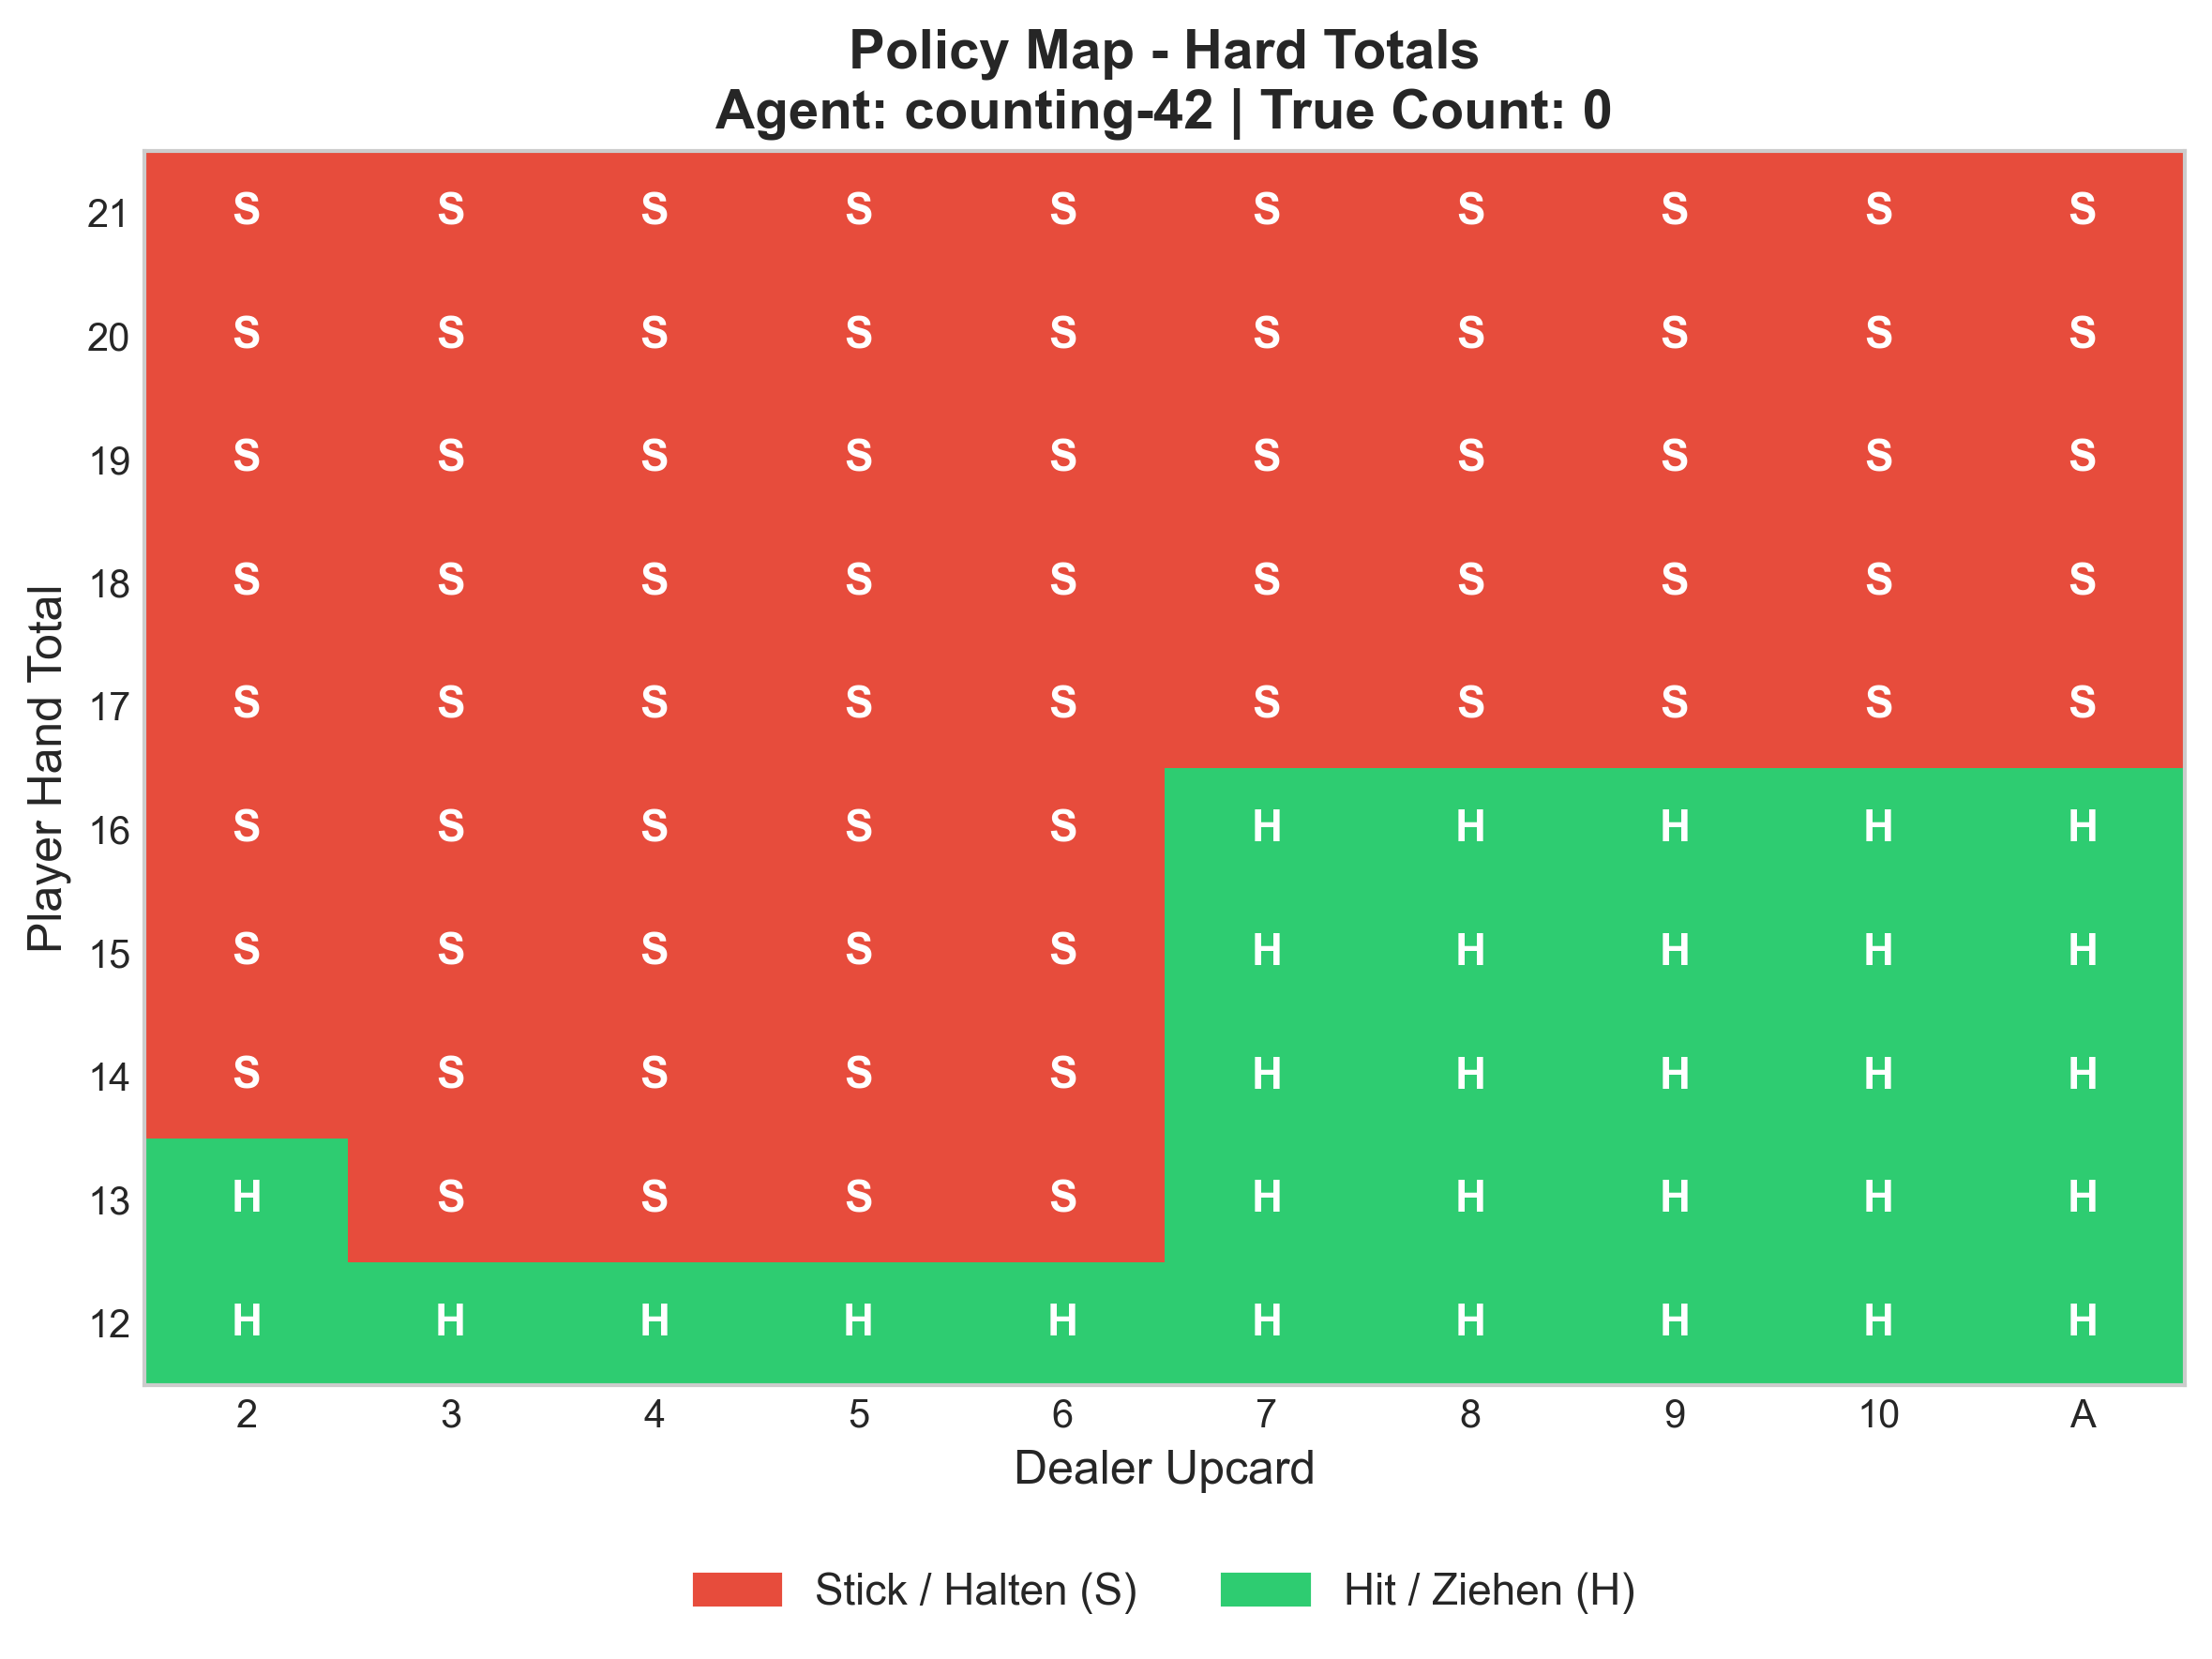 Policy Map - Hard Totals
Agent: counting-42 | True Count: 0
Player Hand Total
21 S S S S S S S S S S
20 S S S S S S S S S S
19 S S S S S S S S S S
18 S S S S S S S S S S
17 S S S S S S S S S S
16 S S S S S H H H H H
15 S S S S S H H H H H
14 S S S S S H H H H H
13 H S S S S H H H H H
12 H H H H H H H H H H
2 3 4 5 6 7 8 9 10 A
Dealer Upcard
Stick / Halten (S) Hit / Ziehen (H)